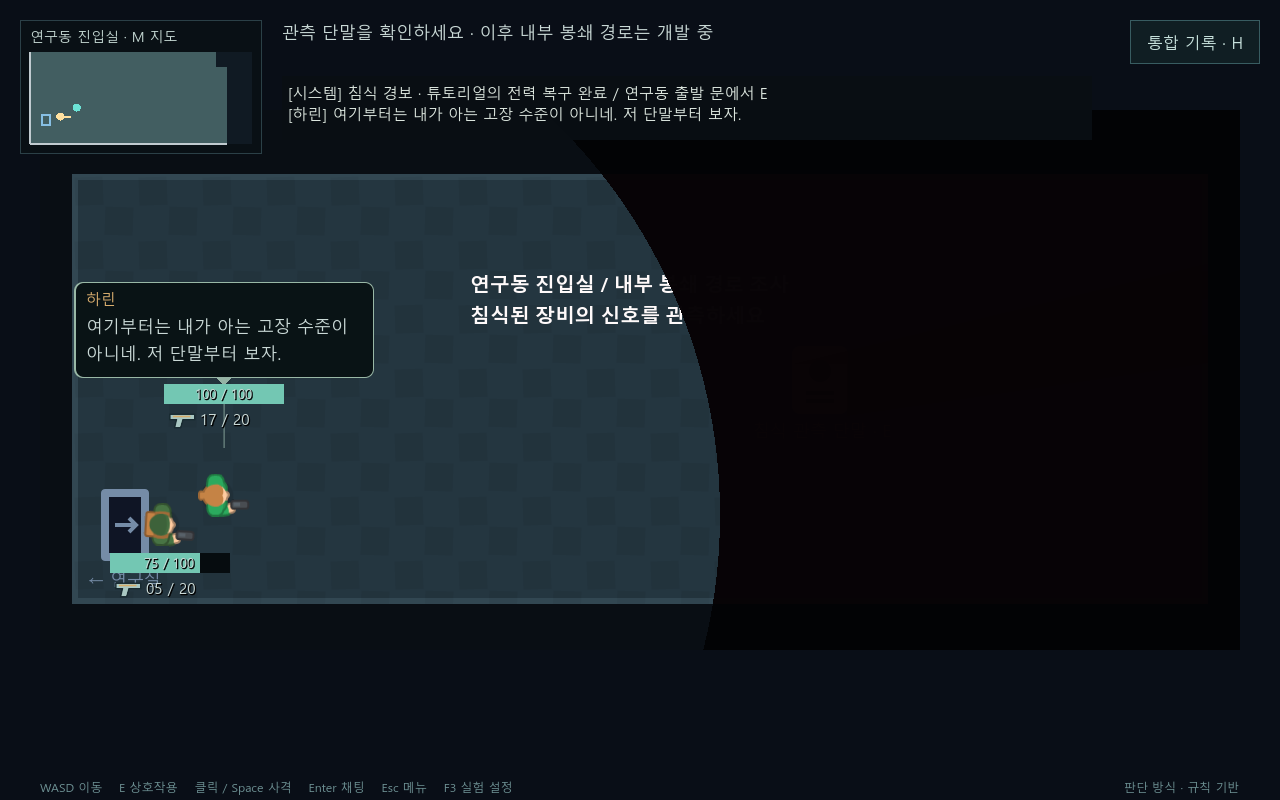 연구동 진입실 · M 지도
관측 단말을 확인하세요 · 이후 내부 봉쇄 경로는 개발 중
통합 기록 · H
[시스템] 침식 경보 · 튜토리얼의 전력 복구 완료 / 연구동 출발 문에서 E
[하린] 여기부터는 내가 아는 고장 수준이 아니네. 저 단말부터 보자.
연구동 진입실 / 내부
침식된 장비의 신호를
하린
여기부터는 내가 아는 고장 수준이
아니네. 저 단말부터 보자.
100 / 100
17 / 20
75 / 100
← 연구실
05 / 20
WASD 이동 E 상호작용 클릭 / Space 사격 Enter 채팅 Esc 메뉴 F3 실험 설정
판단 방식 · 규칙 기반